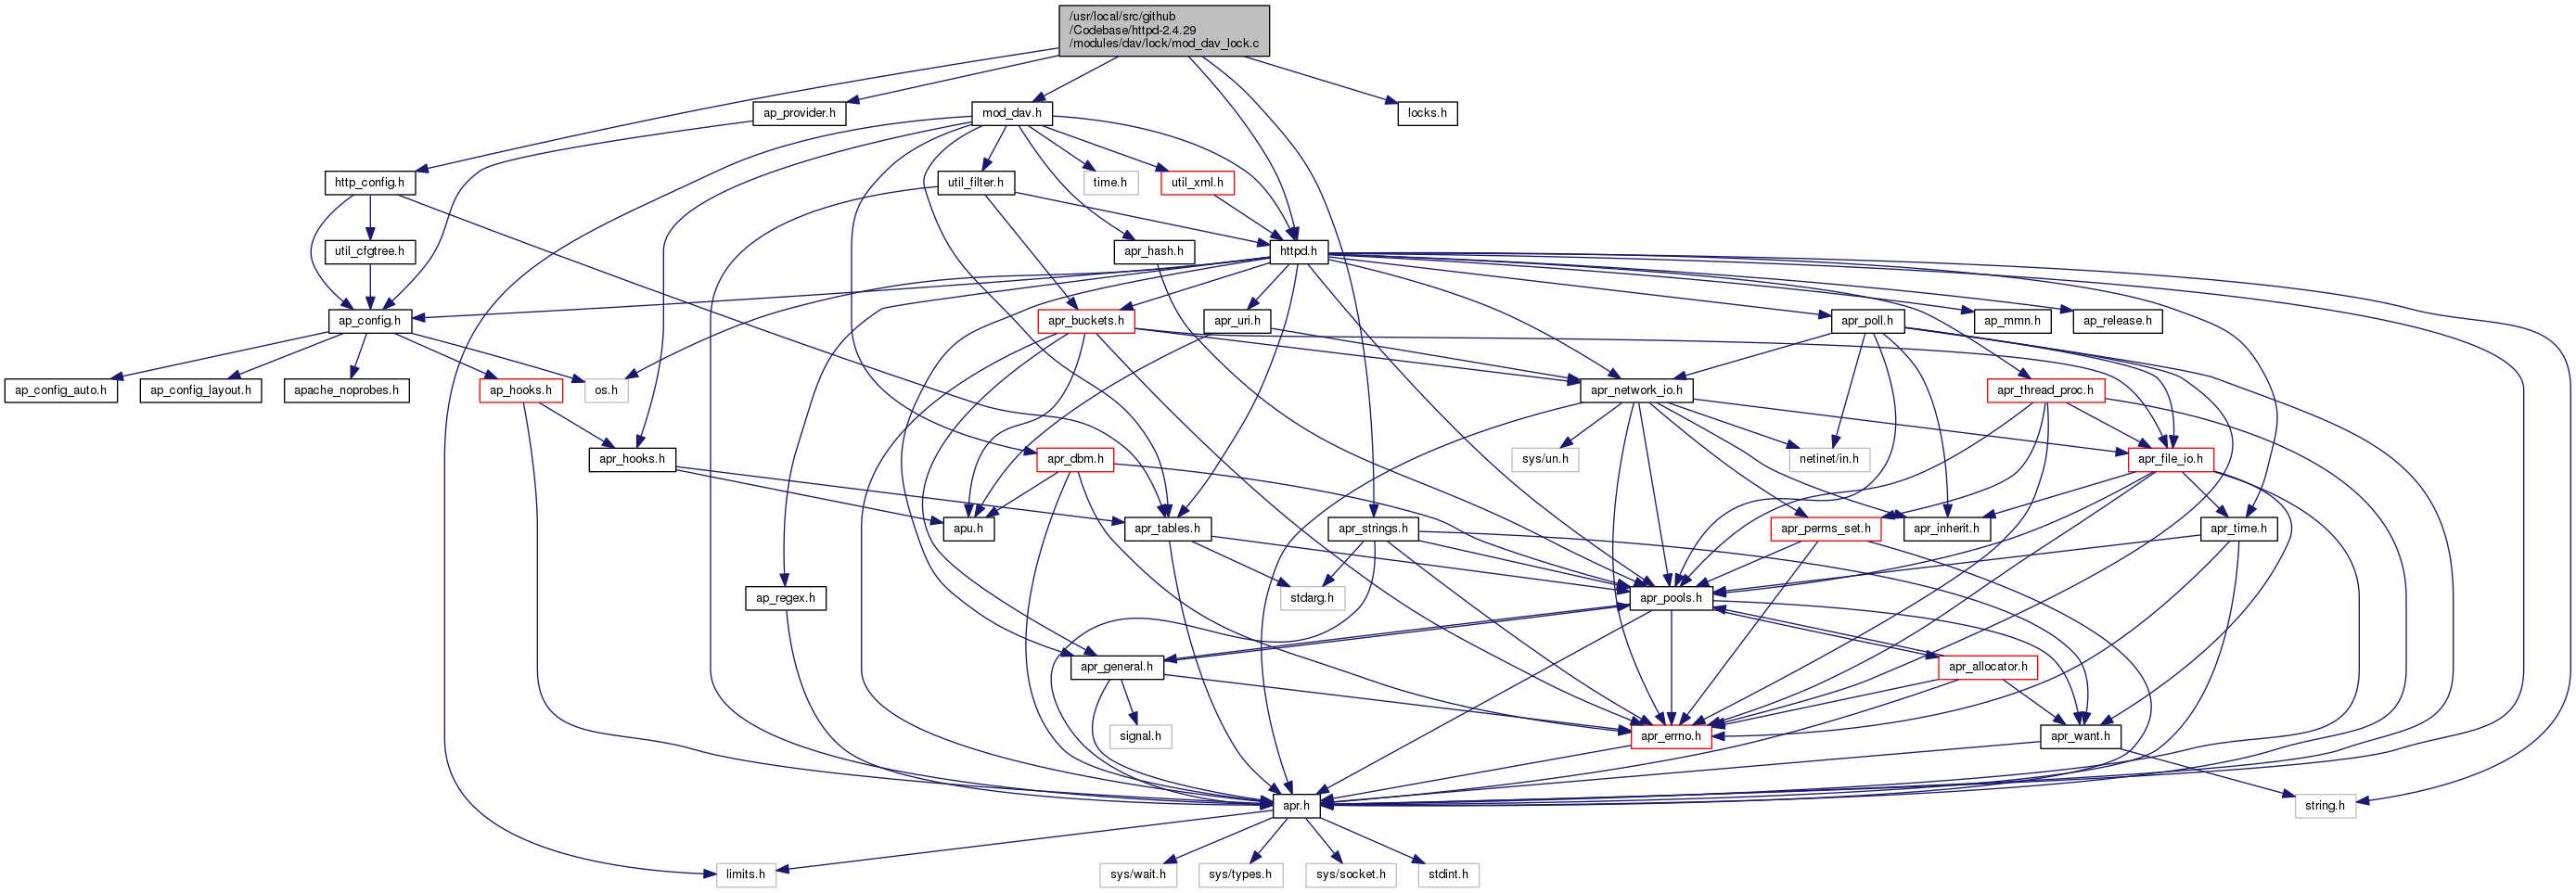 /usr/local/src/github
/Codebase/httpd-2.4.29
/modules/dav/lock/mod_dav_lock.c
ap_provider.h
mod_dav.h
locks.h
http_config.h
util_filter.h
time.h
util_xml.h
util_cfgtree.h
apr_hash.h
httpd.h
ap_config.h
apr_buckets.h
apr_uri.h
apr_poll.h
ap_mmn.h
ap_release.h
ap_config_auto.h
ap_config_layout.h
apache_noprobes.h
ap_hooks.h
os.h
apr_network_io.h
apr_thread_proc.h
apr_hooks.h
apr_dbm.h
sys/un.h
netinet/in.h
apr_file_io.h
apu.h
apr_tables.h
apr_strings.h
apr_perms_set.h
apr_inherit.h
apr_time.h
ap_regex.h
stdarg.h
apr_pools.h
apr_general.h
apr_allocator.h
signal.h
apr_errno.h
apr_want.h
apr.h
string.h
limits.h
sys/wait.h
sys/types.h
sys/socket.h
stdint.h